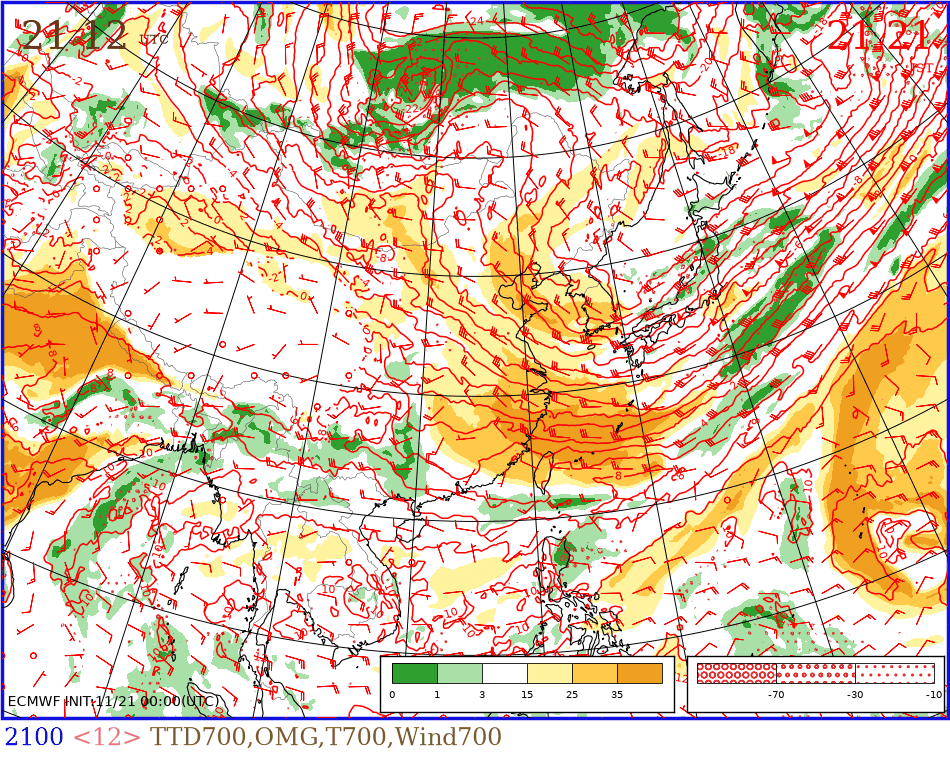 21.12 UTC
21.21 JST
ECMWF INIT:11/21 00:00(UTC)
0 1 3 15 25 35
-70 -30 -10
2100 <12> TTD700,OMG,T700,Wind700